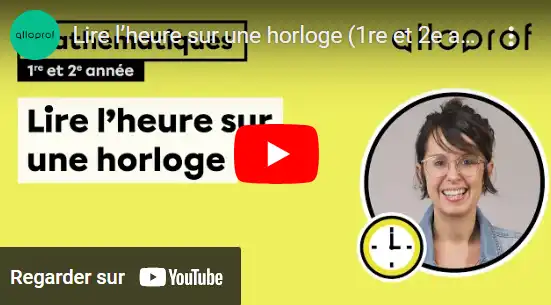 alloprof
Lire l'heure sur une horloge (1re et 2e a...
mathématiques
alloprof
1re et 2e année
Lire l'heure sur
une horloge
Regarder sur YouTube